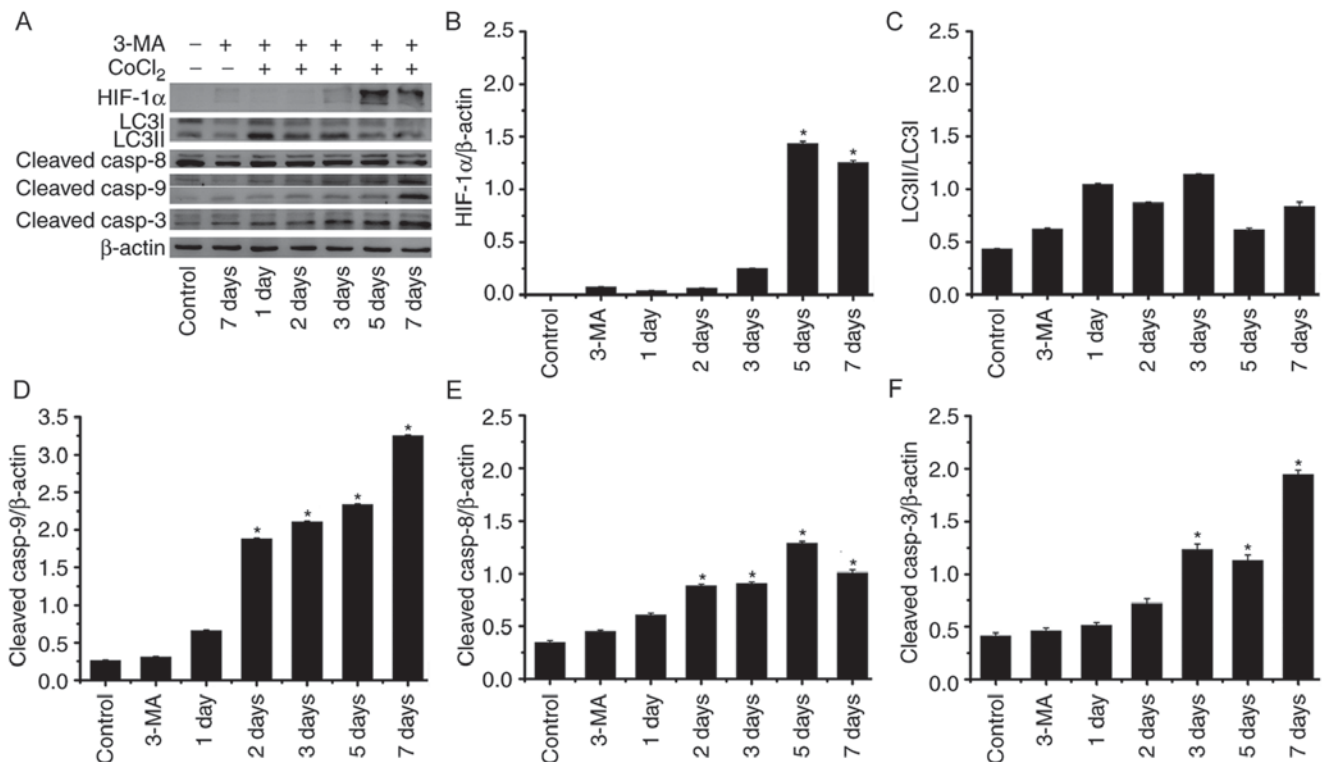 A
3-MA − + + + + + +
CoCl2 − − + + + + +
HIF-1α
LC3I
LC3II
Cleaved casp-8
Cleaved casp-9
Cleaved casp-3
β-actin
Control 7 days 1 day 2 days 3 days 5 days 7 days
B
HIF-1α/β-actin
2.5
2.0
1.5
1.0
0.5
0.0
* *
Control 3-MA 1 day 2 days 3 days 5 days 7 days
C
LC3II/LC3I
2.5
2.0
1.5
1.0
0.5
0.0
Control 3-MA 1 day 2 days 3 days 5 days 7 days
D
Cleaved casp-9/β-actin
3.5
3.0
2.5
2.0
1.5
1.0
0.5
0.0
* * * *
Control 3-MA 1 day 2 days 3 days 5 days 7 days
E
Cleaved casp-8/β-actin
2.5
2.0
1.5
1.0
0.5
0.0
* * * *
Control 3-MA 1 day 2 days 3 days 5 days 7 days
F
Cleaved casp-3/β-actin
2.5
2.0
1.5
1.0
0.5
0.0
* * *
Control 3-MA 1 day 2 days 3 days 5 days 7 days